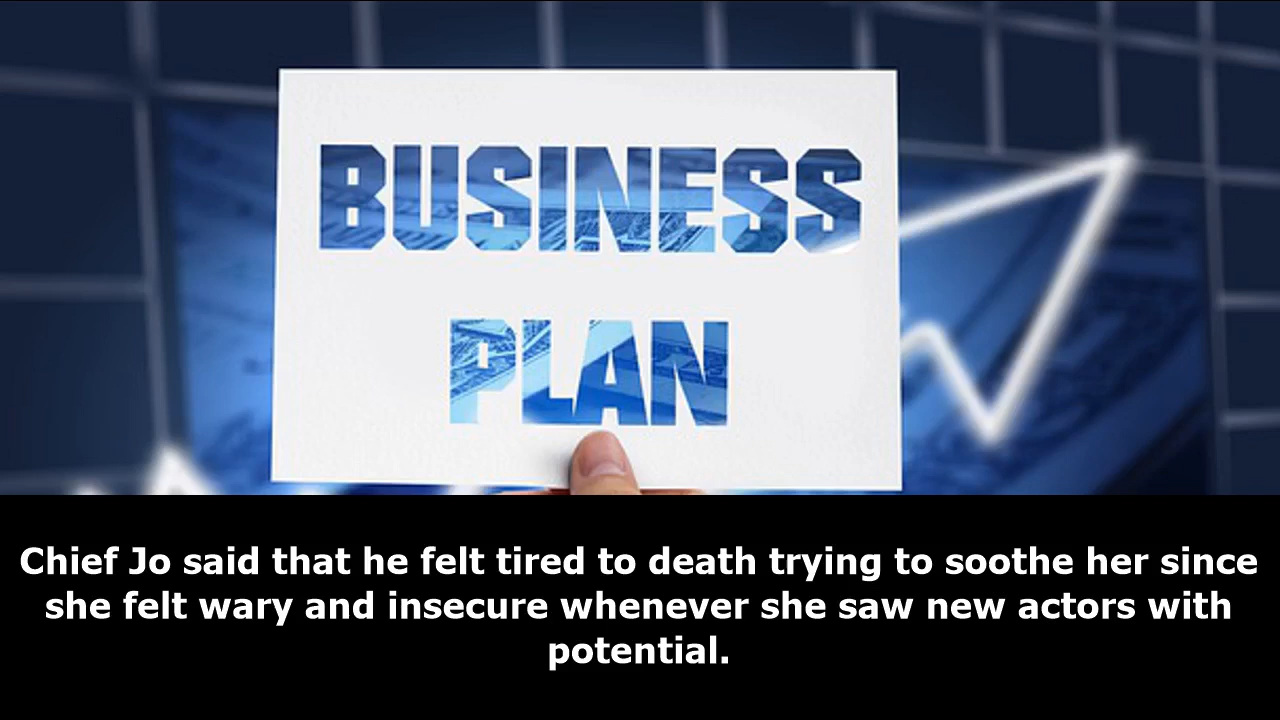 BUSINESS
PLAN
Chief Jo said that he felt tired to death trying to soothe her since
she felt wary and insecure whenever she saw new actors with
potential.